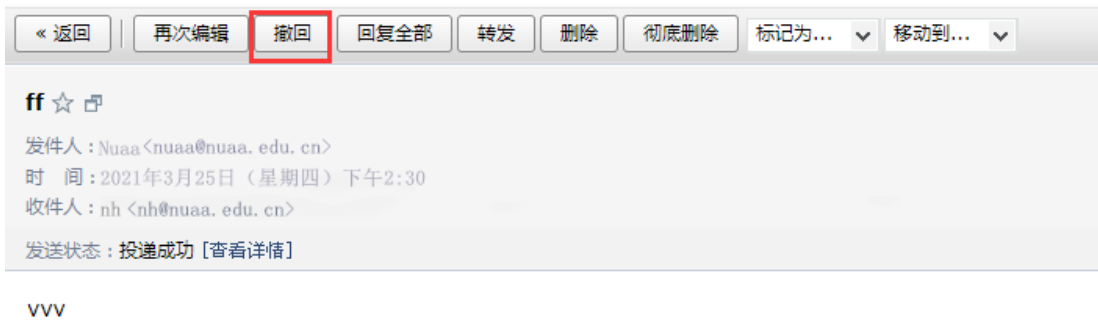 « 返回 再次编辑 撤回 回复全部 转发 删除 彻底删除 标记为... 移动到...
ff
发件人：Nuaa<nuaa@nuaa.edu.cn>
时 间：2021年3月25日（星期四）下午2:30
收件人：nh <nh@nuaa.edu.cn>
发送状态：投递成功 [查看详情]
vvv